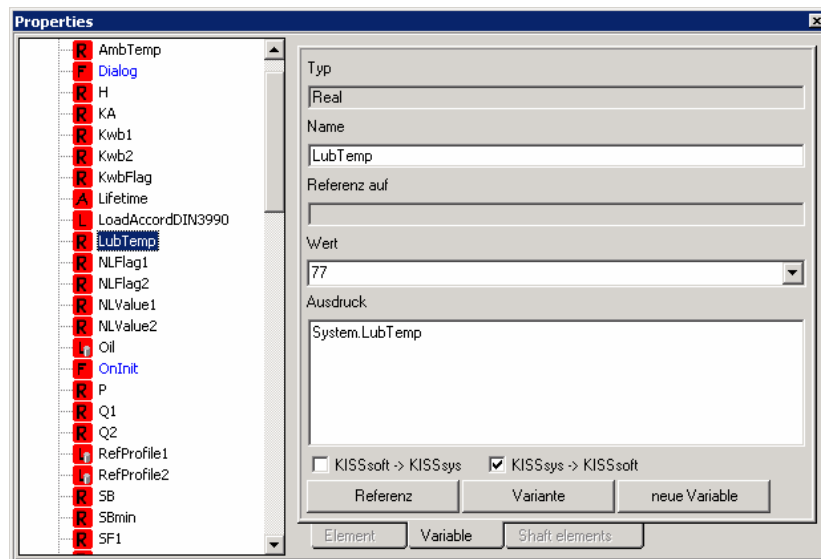 Properties
R AmbTemp
F Dialog
R H
R KA
R Kwb1
R Kwb2
R KwbFlag
A Lifetime
L LoadAccordDIN3990
R LubTemp
R NLFlag1
R NLFlag2
R NLValue1
R NLValue2
L Oil
F OnInit
R P
R Q1
R Q2
L RefProfile1
L RefProfile2
R SB
R SBmin
R SF1
Typ
Real
Name
LubTemp
Referenz auf
Wert
77
Ausdruck
System.LubTemp
KISSsoft -> KISSsys
KISSsys -> KISSsoft
Referenz
Variante
neue Variable
Element
Variable
Shaft elements